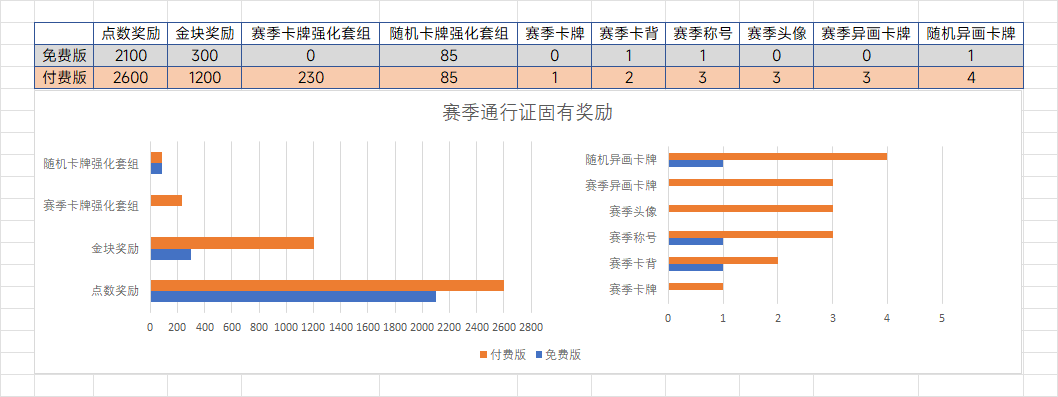 点数奖励 金块奖励 赛季卡牌强化套组 随机卡牌强化套组 赛季卡牌 赛季卡背 赛季称号 赛季头像 赛季异画卡牌 随机异画卡牌
免费版 2100 300 0 85 0 1 1 0 0 1
付费版 2600 1200 230 85 1 2 3 3 3 4
赛季通行证固有奖励
随机卡牌强化套组
赛季卡牌强化套组
金块奖励
点数奖励
0 200 400 600 800 1000 1200 1400 1600 1800 2000 2200 2400 2600 2800
随机异画卡牌
赛季异画卡牌
赛季头像
赛季称号
赛季卡背
赛季卡牌
0 1 2 3 4 5
付费版 免费版